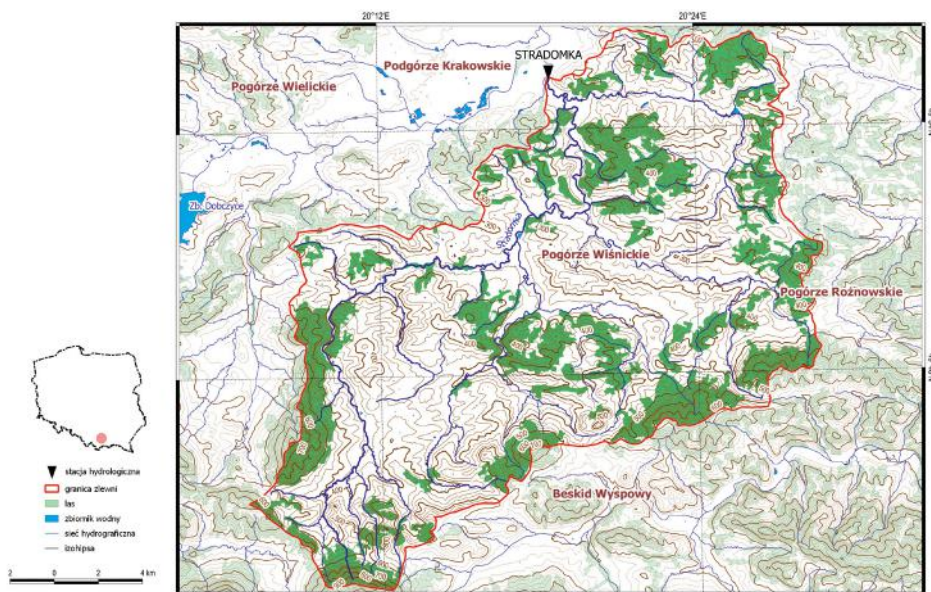 20°12'E
20°24'E
STRADOMKA
Podgórze Krakowskie
Pogórze Wielickie
Zb. Dobczyce
Stradomka
Pogórze Wiśnickie
Pogórze Rożnowskie
Beskid Wyspowy
stacja hydrologiczna
granica zlewni
las
zbiornik wodny
sieć hydrograficzna
izohipsa
2 0 2 4 km